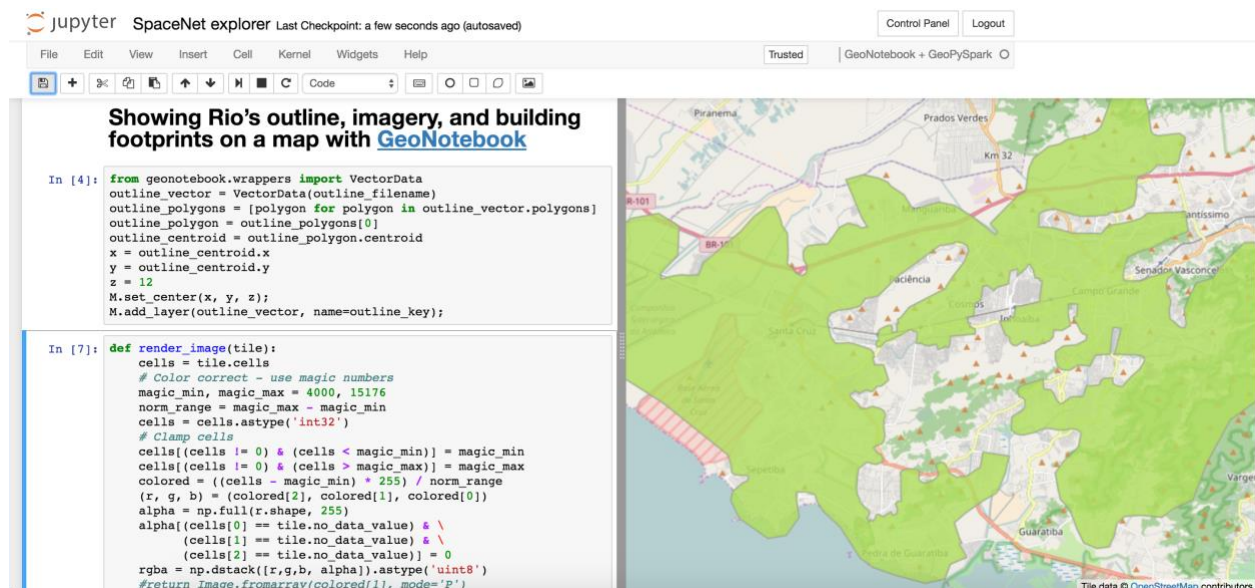 jupyter SpaceNet explorer Last Checkpoint: a few seconds ago (autosaved)
Control Panel Logout
File Edit View Insert Cell Kernel Widgets Help
Trusted GeoNotebook + GeoPySpark
Code
Showing Rio's outline, imagery, and building
footprints on a map with GeoNotebook
In [4]: from geonotebook.wrappers import VectorData
outline_vector = VectorData(outline_filename)
outline_polygons = [polygon for polygon in outline_vector.polygons]
outline_polygon = outline_polygons[0]
outline_centroid = outline_polygon.centroid
x = outline_centroid.x
y = outline_centroid.y
z = 12
M.set_center(x, y, z);
M.add_layer(outline_vector, name=outline_key);
In [7]: def render_image(tile):
cells = tile.cells
# Color correct - use magic numbers
magic_min, magic_max = 4000, 15176
norm_range = magic_max - magic_min
cells = cells.astype('int32')
# Clamp cells
cells[(cells != 0) & (cells < magic_min)] = magic_min
cells[(cells != 0) & (cells > magic_max)] = magic_max
colored = ((cells - magic_min) * 255) / norm_range
(r, g, b) = (colored[2], colored[1], colored[0])
alpha = np.full(r.shape, 255)
alpha[(cells[0] == tile.no_data_value) & \
(cells[1] == tile.no_data_value) & \
(cells[2] == tile.no_data_value)] = 0
rgba = np.dstack([r,g,b, alpha]).astype('uint8')
#return Image.fromarray(colored[1], mode='P')
Piranema
Prados Verdes
Km 32
R-101
Manguariba
BR-1
antíssimo
Senador Vasconce
aciência
Campo Grande
Cosmos
Santa Cruz
Sepetiba
Guaratiba
Pedra de Guaratiba
Varge
Tile data © OpenStreetMap contributors